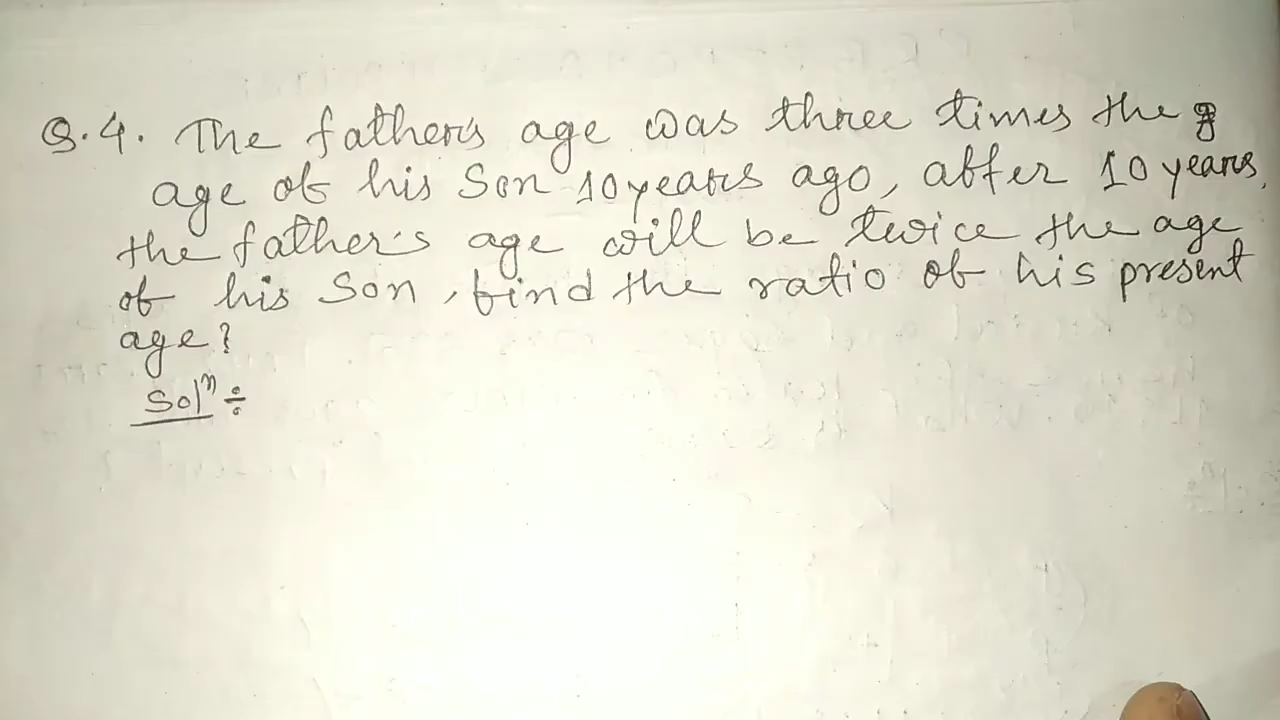 Q.4. The father's age was three times the
age of his Son 10 years ago, after 10 years,
the father's age will be twice the age
of his Son, find the ratio of his present
age?
Solⁿ ÷